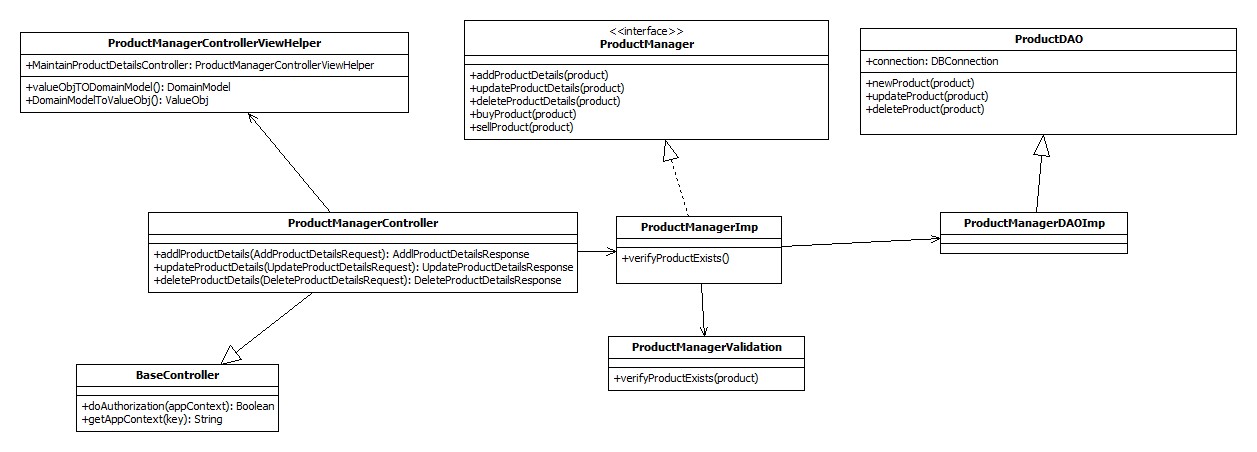 ProductManagerControllerViewHelper
+MaintainProductDetailsController: ProductManagerControllerViewHelper
+valueObjTODomainModel(): DomainModel
+DomainModelToValueObj(): ValueObj
<<interface>>
ProductManager
+addProductDetails(product)
+updateProductDetails(product)
+deleteProductDetails(product)
+buyProduct(product)
+sellProduct(product)
ProductDAO
+connection: DBConnection
+newProduct(product)
+updateProduct(product)
+deleteProduct(product)
ProductManagerController
+addlProductDetails(AddProductDetailsRequest): AddlProductDetailsResponse
+updateProductDetails(UpdateProductDetailsRequest): UpdateProductDetailsResponse
+deleteProductDetails(DeleteProductDetailsRequest): DeleteProductDetailsResponse
ProductManagerImp
+verifyProductExists()
ProductManagerDAOImp
ProductManagerValidation
+verifyProductExists(product)
BaseController
+doAuthorization(appContext): Boolean
+getAppContext(key): String